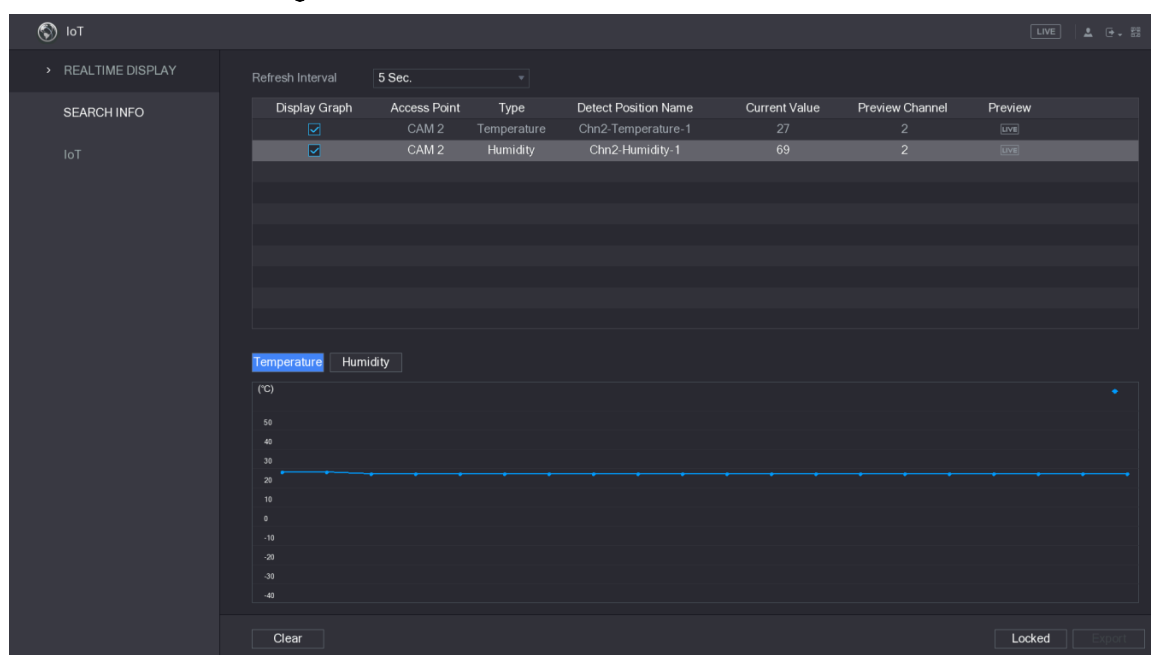 IoT
LIVE
REALTIME DISPLAY
SEARCH INFO
IoT
Refresh Interval 5 Sec.
Display Graph Access Point Type Detect Position Name Current Value Preview Channel Preview
CAM 2 Temperature Chn2-Temperature-1 27 2 LIVE
CAM 2 Humidity Chn2-Humidity-1 69 2 LIVE
Temperature Humidity
(℃)
50
40
30
20
10
0
-10
-20
-30
-40
Clear Locked Export